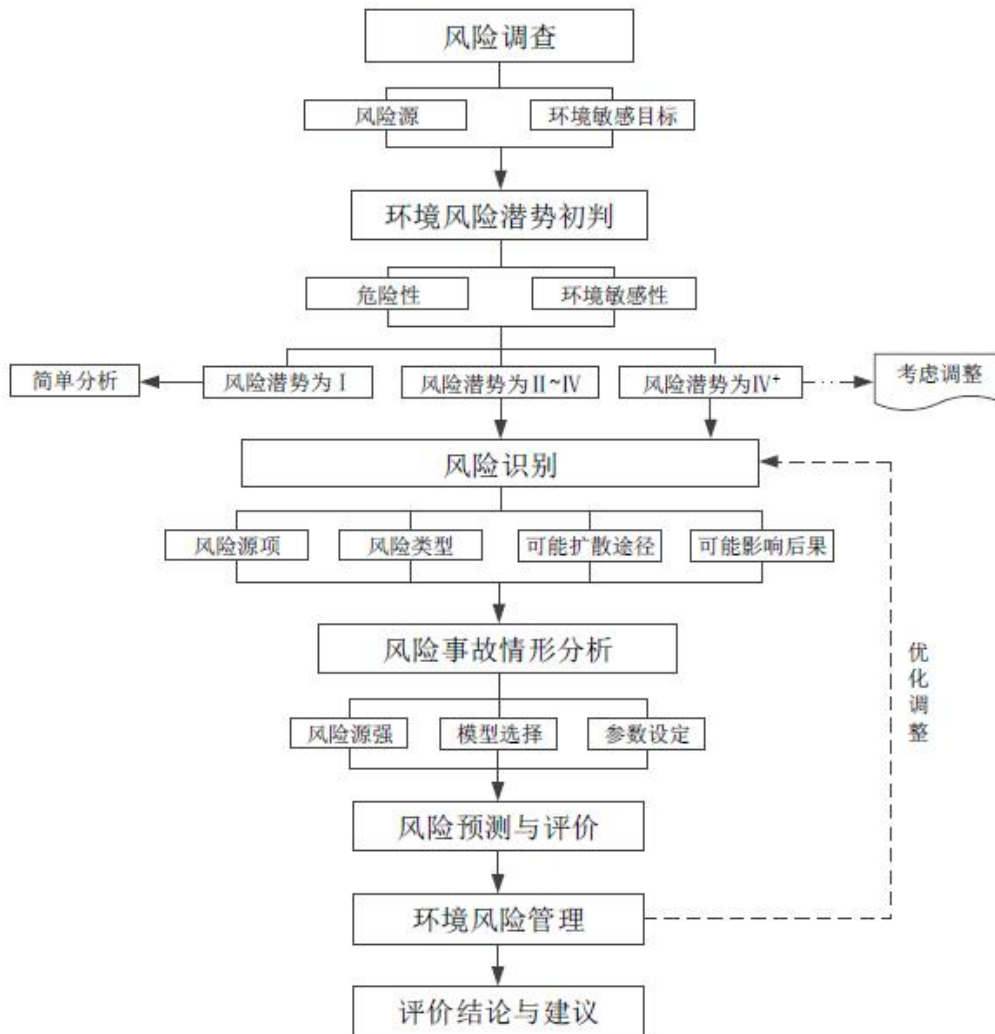 风险调查
风险源
环境敏感目标
环境风险潜势初判
危险性
环境敏感性
简单分析
风险潜势为Ⅰ
风险潜势为Ⅱ~Ⅳ
风险潜势为Ⅳ⁺
考虑调整
风险识别
风险源项
风险类型
可能扩散途径
可能影响后果
风险事故情形分析
优化调整
风险源强
模型选择
参数设定
风险预测与评价
环境风险管理
评价结论与建议